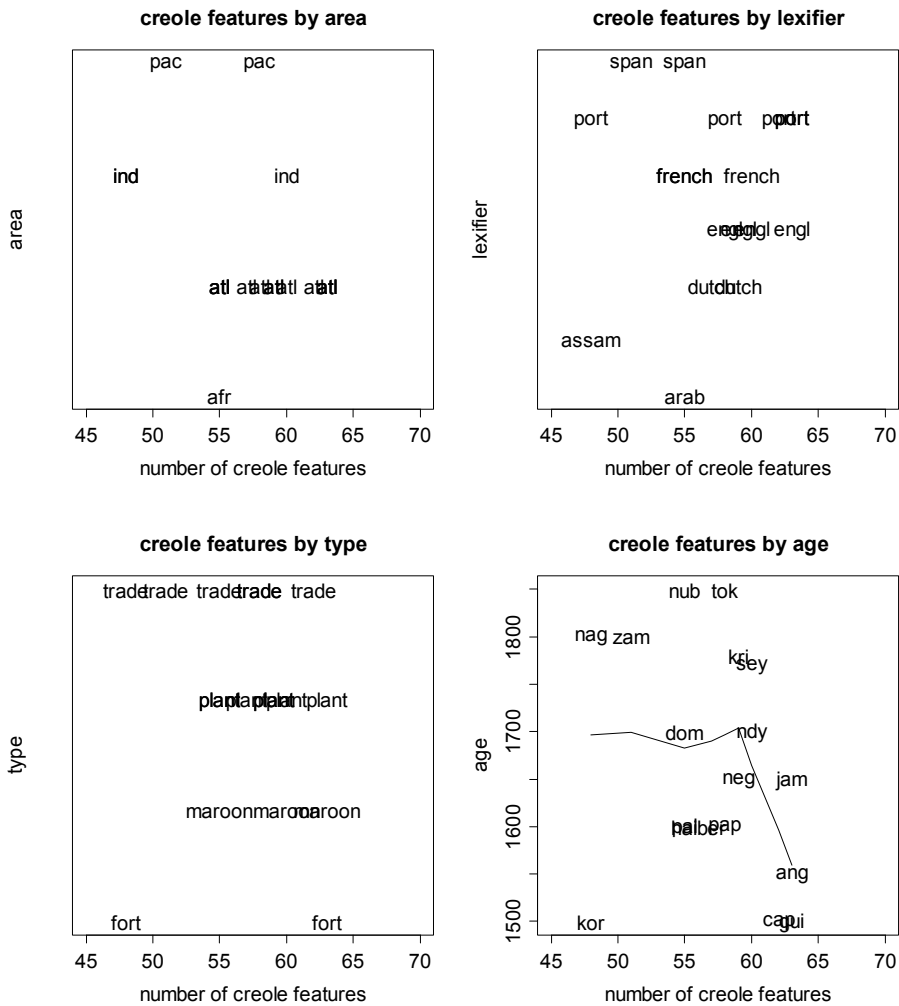 creole features by area
pac pac
ind ind
atl atl atl atl atl
afr
area
45 50 55 60 65 70
number of creole features
creole features by lexifier
span span
port port port port
french french
engl engl engl engl
dutch dutch
assam
arab
lexifier
45 50 55 60 65 70
number of creole features
creole features by type
trade trade trade trade trade trade
plant plant plant plant plant
maroon maroon maroon
fort fort
type
45 50 55 60 65 70
number of creole features
creole features by age
nub tok
nag zam
kri
sey
dom ndy
neg jam
pal pap
ang
kor cap gui
age
1500 1600 1700 1800
45 50 55 60 65 70
number of creole features